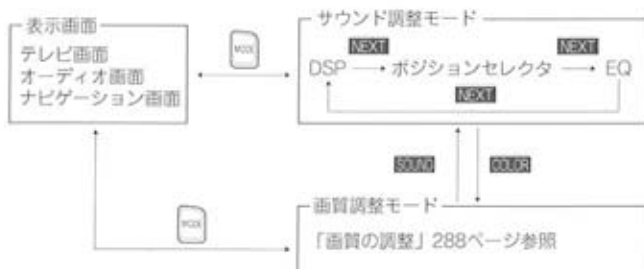 表示画面
テレビ画面
オーディオ画面
ナビゲーション画面
MODE
サウンド調整モード
NEXT
NEXT
DSP → ポジションセレクタ → EQ
NEXT
SOUND
COLOR
MODE
画質調整モード
「画質の調整」288ページ参照